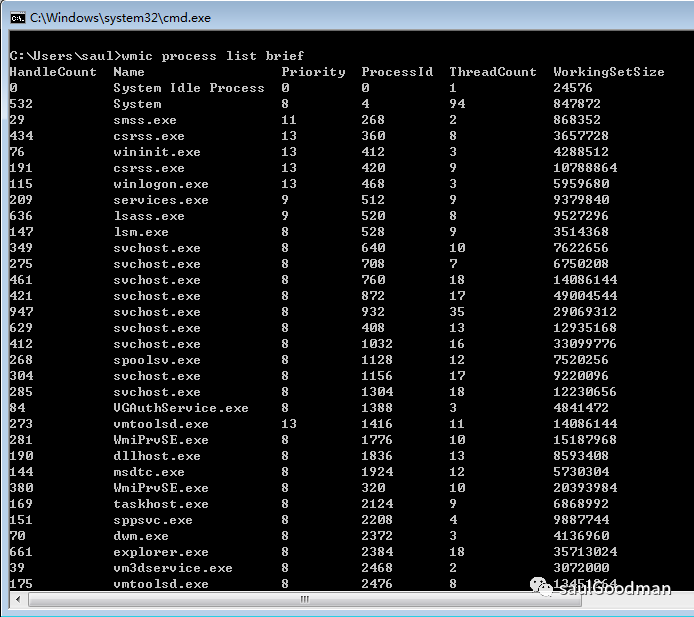 C:\Windows\system32\cmd.exe
C:\Users\saul>wmic process list brief
HandleCount Name Priority ProcessId ThreadCount WorkingSetSize
0 System Idle Process 0 0 1 24576
532 System 8 4 94 847872
29 smss.exe 11 268 2 868352
434 csrss.exe 13 360 8 3657728
76 wininit.exe 13 412 3 4288512
191 csrss.exe 13 420 9 10788864
115 winlogon.exe 13 468 3 5959680
209 services.exe 9 512 9 9379840
636 lsass.exe 9 520 8 9527296
147 lsm.exe 8 528 9 3514368
349 svchost.exe 8 640 10 7622656
275 svchost.exe 8 708 7 6750208
461 svchost.exe 8 760 18 14086144
421 svchost.exe 8 872 17 49004544
947 svchost.exe 8 932 35 29069312
629 svchost.exe 8 408 13 12935168
412 svchost.exe 8 1032 16 33099776
268 spoolsv.exe 8 1128 12 7520256
304 svchost.exe 8 1156 17 9220096
285 svchost.exe 8 1304 18 12230656
84 VGAuthService.exe 8 1388 3 4841472
273 vmtoolsd.exe 13 1416 11 14086144
281 WmiPrvSE.exe 8 1776 10 15187968
190 dllhost.exe 8 1836 13 8593408
144 msdtc.exe 8 1924 12 5730304
380 WmiPrvSE.exe 8 320 10 20393984
169 taskhost.exe 8 2124 9 6868992
151 sppsvc.exe 8 2208 4 9887744
70 dwm.exe 8 2372 3 4136960
661 explorer.exe 8 2384 18 35713024
39 vm3dservice.exe 8 2468 2 3072000
175 vmtoolsd.exe 8 2476 8
saulGoodman